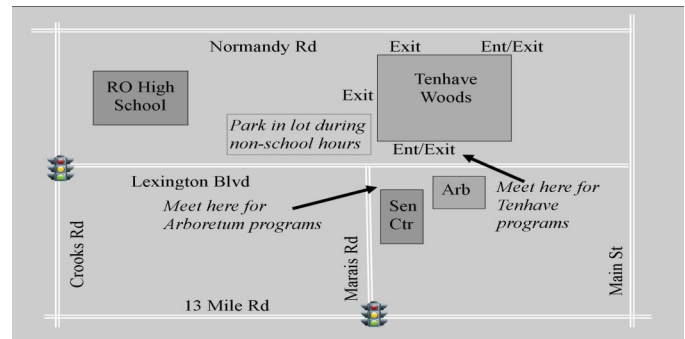 Normandy Rd
Exit
Ent/Exit
RO High
School
Exit
Tenhave
Woods
Park in lot during
non-school hours
Ent/Exit
Lexington Blvd
Meet here for
Arboretum programs
Sen
Ctr
Arb
Meet here for
Tenhave
programs
Crooks Rd
Marais Rd
Main St
13 Mile Rd